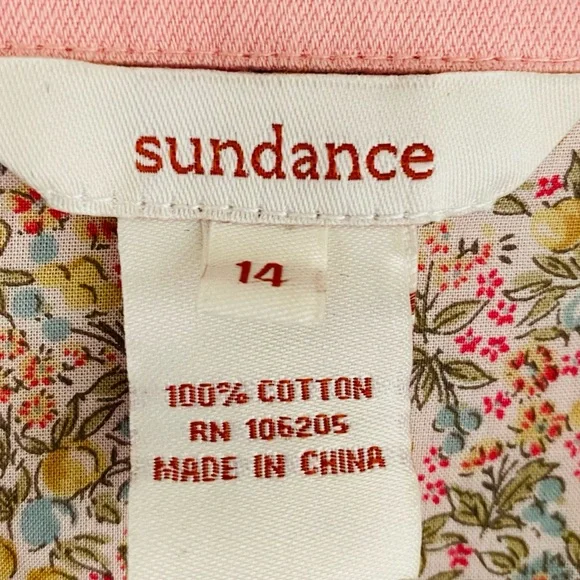 sundance
14
100% COTTON
RN 106205
MADE IN CHINA